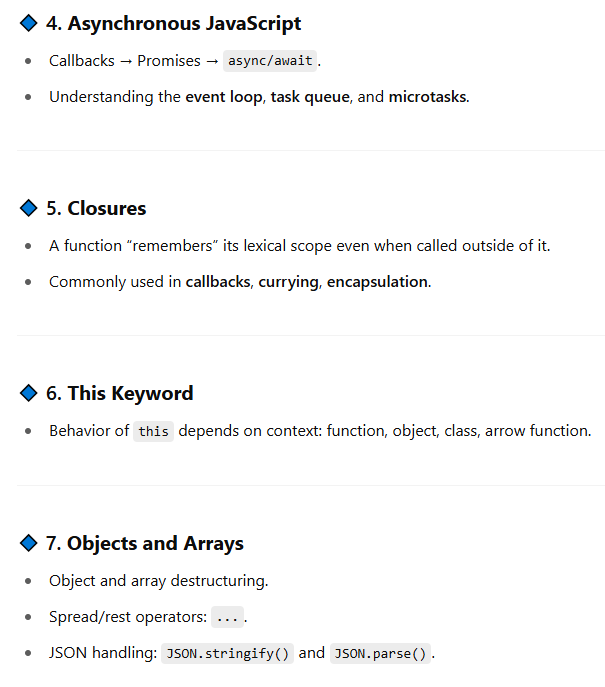 4. Asynchronous JavaScript
Callbacks → Promises → async/await.
Understanding the event loop, task queue, and microtasks.
5. Closures
A function “remembers” its lexical scope even when called outside of it.
Commonly used in callbacks, currying, encapsulation.
6. This Keyword
Behavior of this depends on context: function, object, class, arrow function.
7. Objects and Arrays
Object and array destructuring.
Spread/rest operators: ....
JSON handling: JSON.stringify() and JSON.parse().